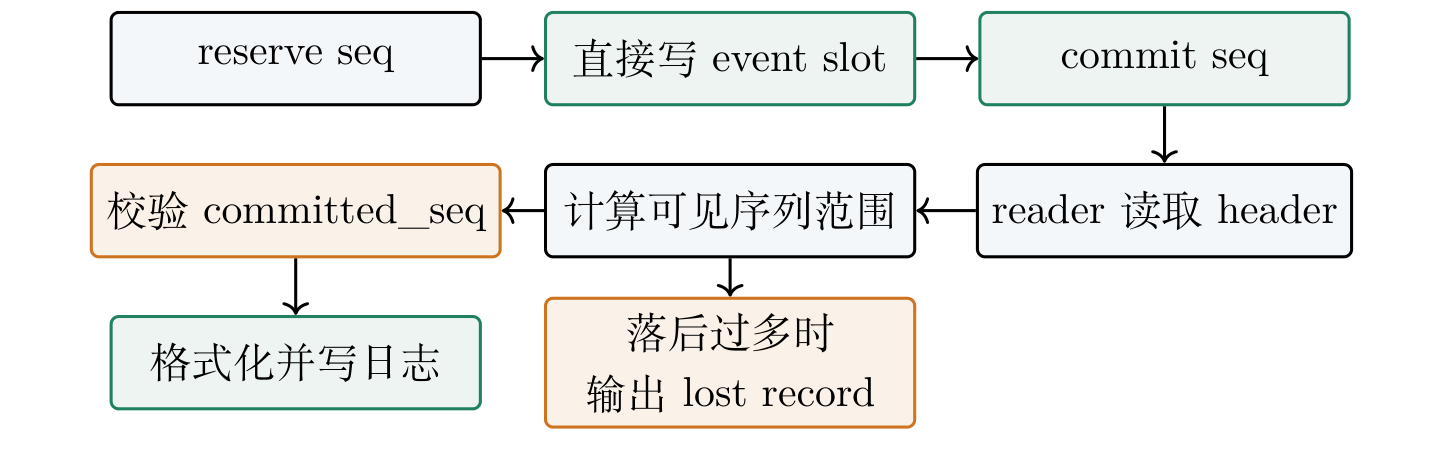 reserve seq
直接写 event slot
commit seq
校验 committed_seq
计算可见序列范围
reader 读取 header
格式化并写日志
落后过多时
输出 lost record